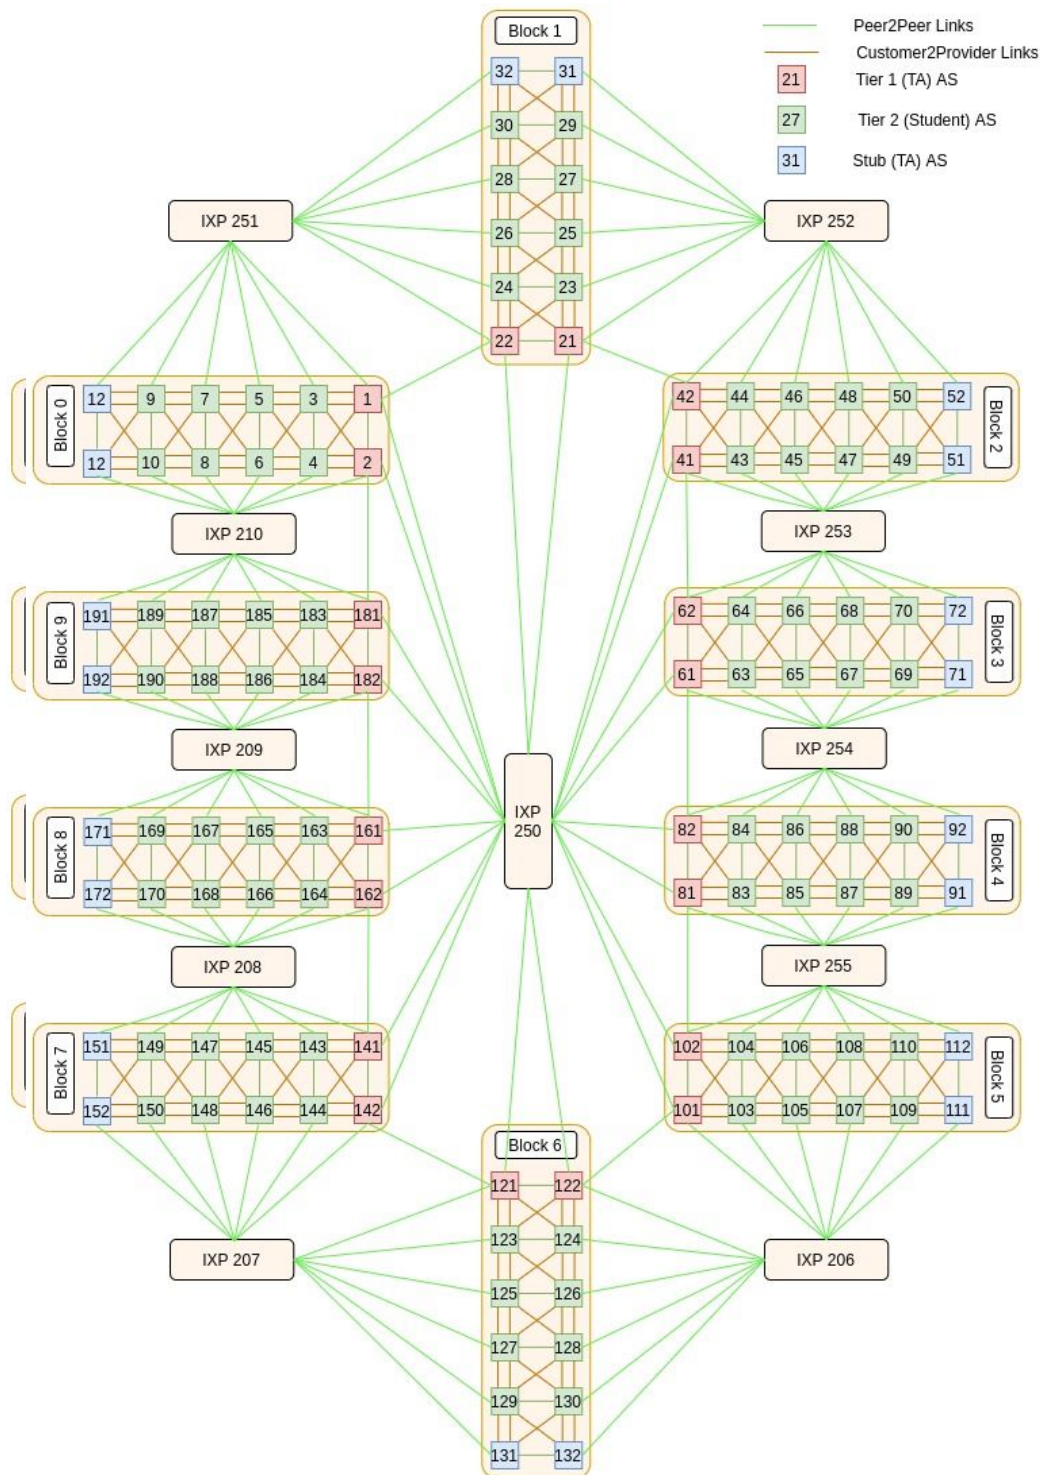 Block 1
Peer2Peer Links
Customer2Provider Links
21 Tier 1 (TA) AS
27 Tier 2 (Student) AS
31 Stub (TA) AS
32 31
30 29
28 27
26 25
24 23
22 21
IXP 251
IXP 252
Block 0
12 9 7 5 3 1
12 10 8 6 4 2
42 44 46 48 50 52
41 43 45 47 49 51
Block 2
IXP 210
IXP 253
Block 9
191 189 187 185 183 181
192 190 188 186 184 182
62 64 66 68 70 72
61 63 65 67 69 71
Block 3
IXP 209
IXP 254
IXP
250
Block 8
171 169 167 165 163 161
172 170 168 166 164 162
82 84 86 88 90 92
81 83 85 87 89 91
Block 4
IXP 208
IXP 255
Block 7
151 149 147 145 143 141
152 150 148 146 144 142
102 104 106 108 110 112
101 103 105 107 109 111
Block 5
Block 6
121 122
123 124
125 126
127 128
129 130
131 132
IXP 207
IXP 206